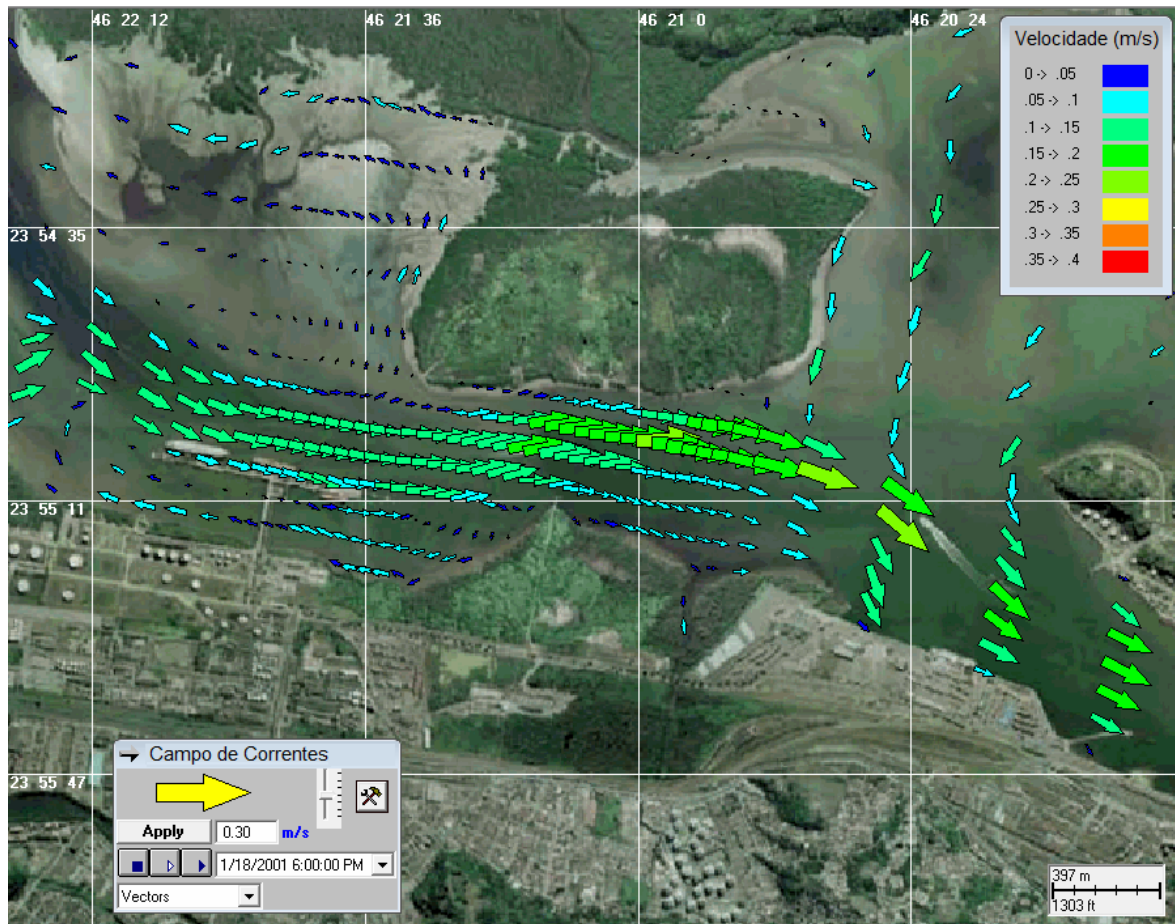 46 22 12
46 21 36
46 21 0
46 20 24
Velocidade (m/s)
0 -> .05
.05 -> .1
.1 -> .15
.15 -> .2
.2 -> .25
.25 -> .3
.3 -> .35
.35 -> .4
23 54 35
23 55 11
23 55 47
Campo de Correntes
Apply 0.30 m/s
1/18/2001 6:00:00 PM
Vectors
397 m
1303 ft